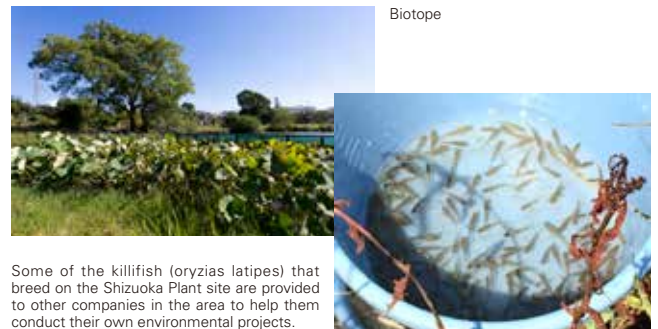 Biotope
Some of the killifish (oryzias latipes) that
breed on the Shizuoka Plant site are provided
to other companies in the area to help them
conduct their own environmental projects.